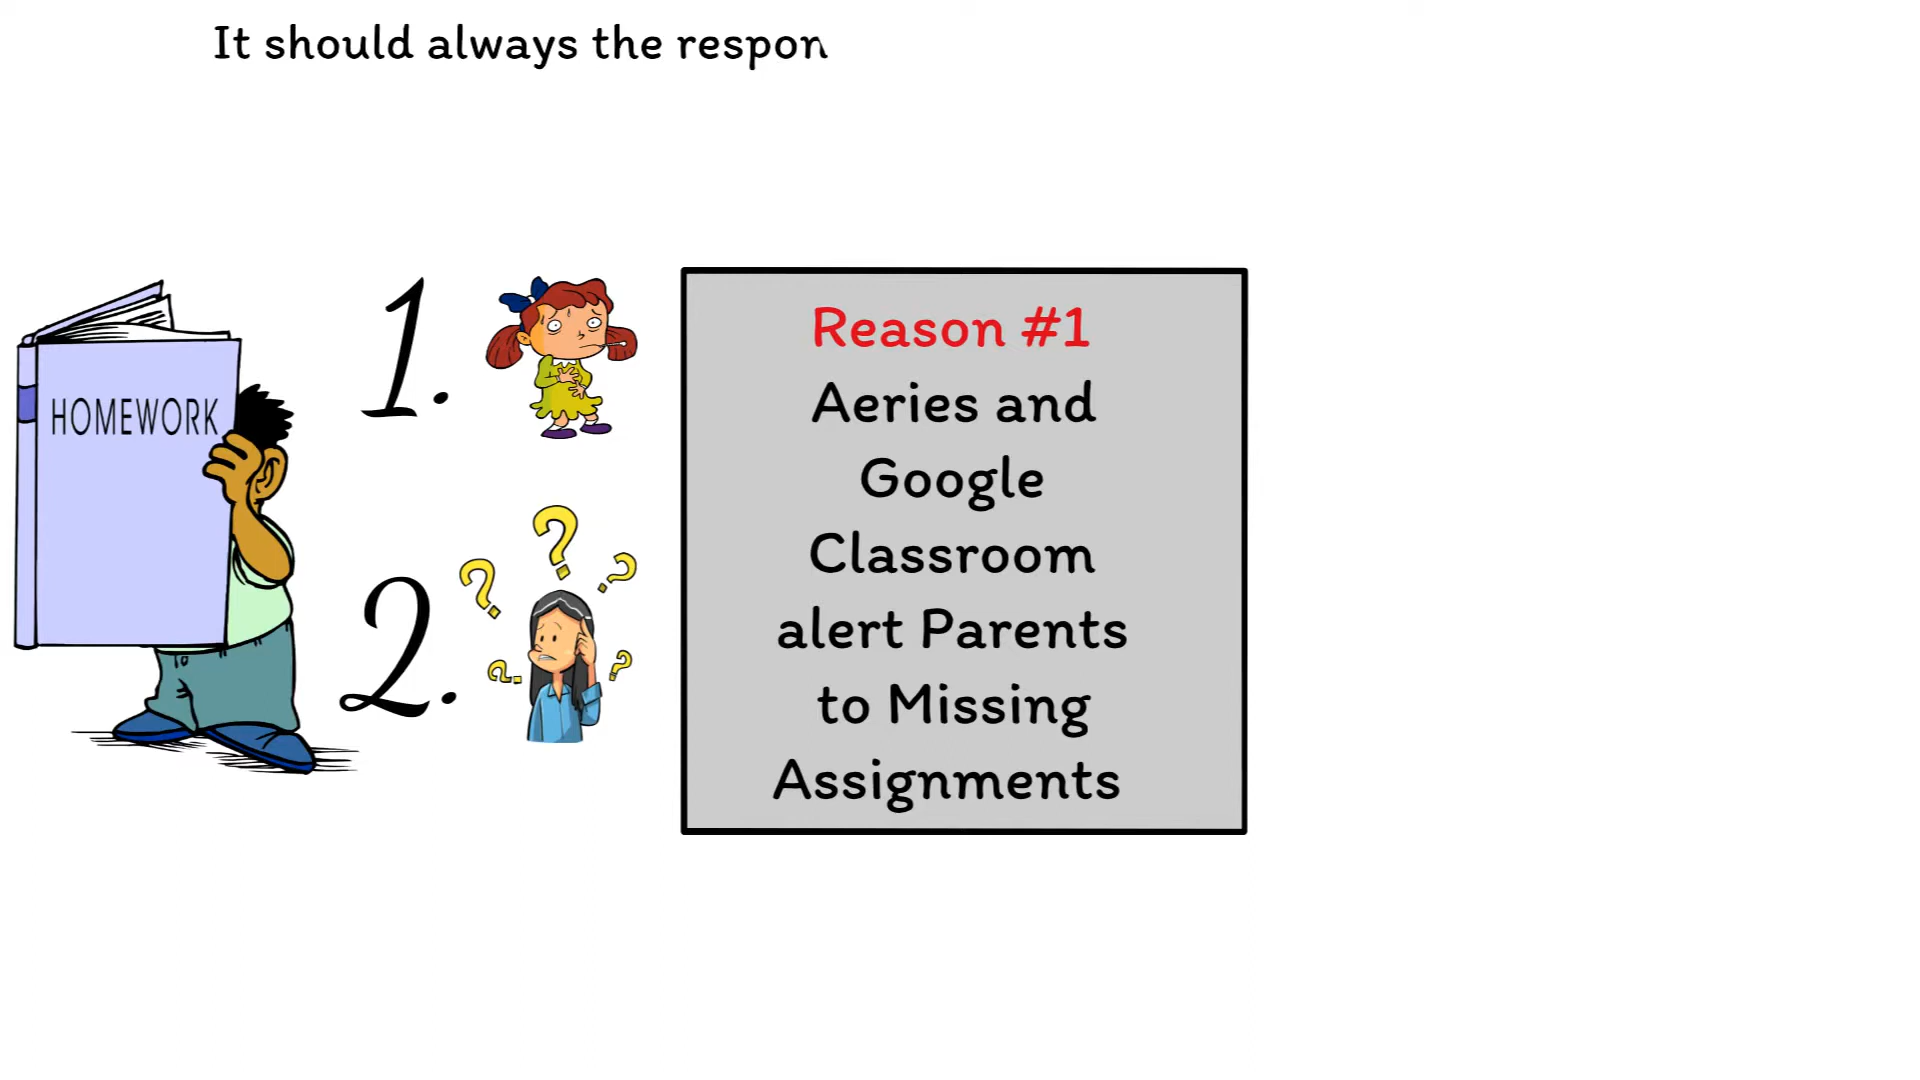 It should always the respon
HOMEWORK
1.
2.
Reason #1
Aeries and
Google
Classroom
alert Parents
to Missing
Assignments